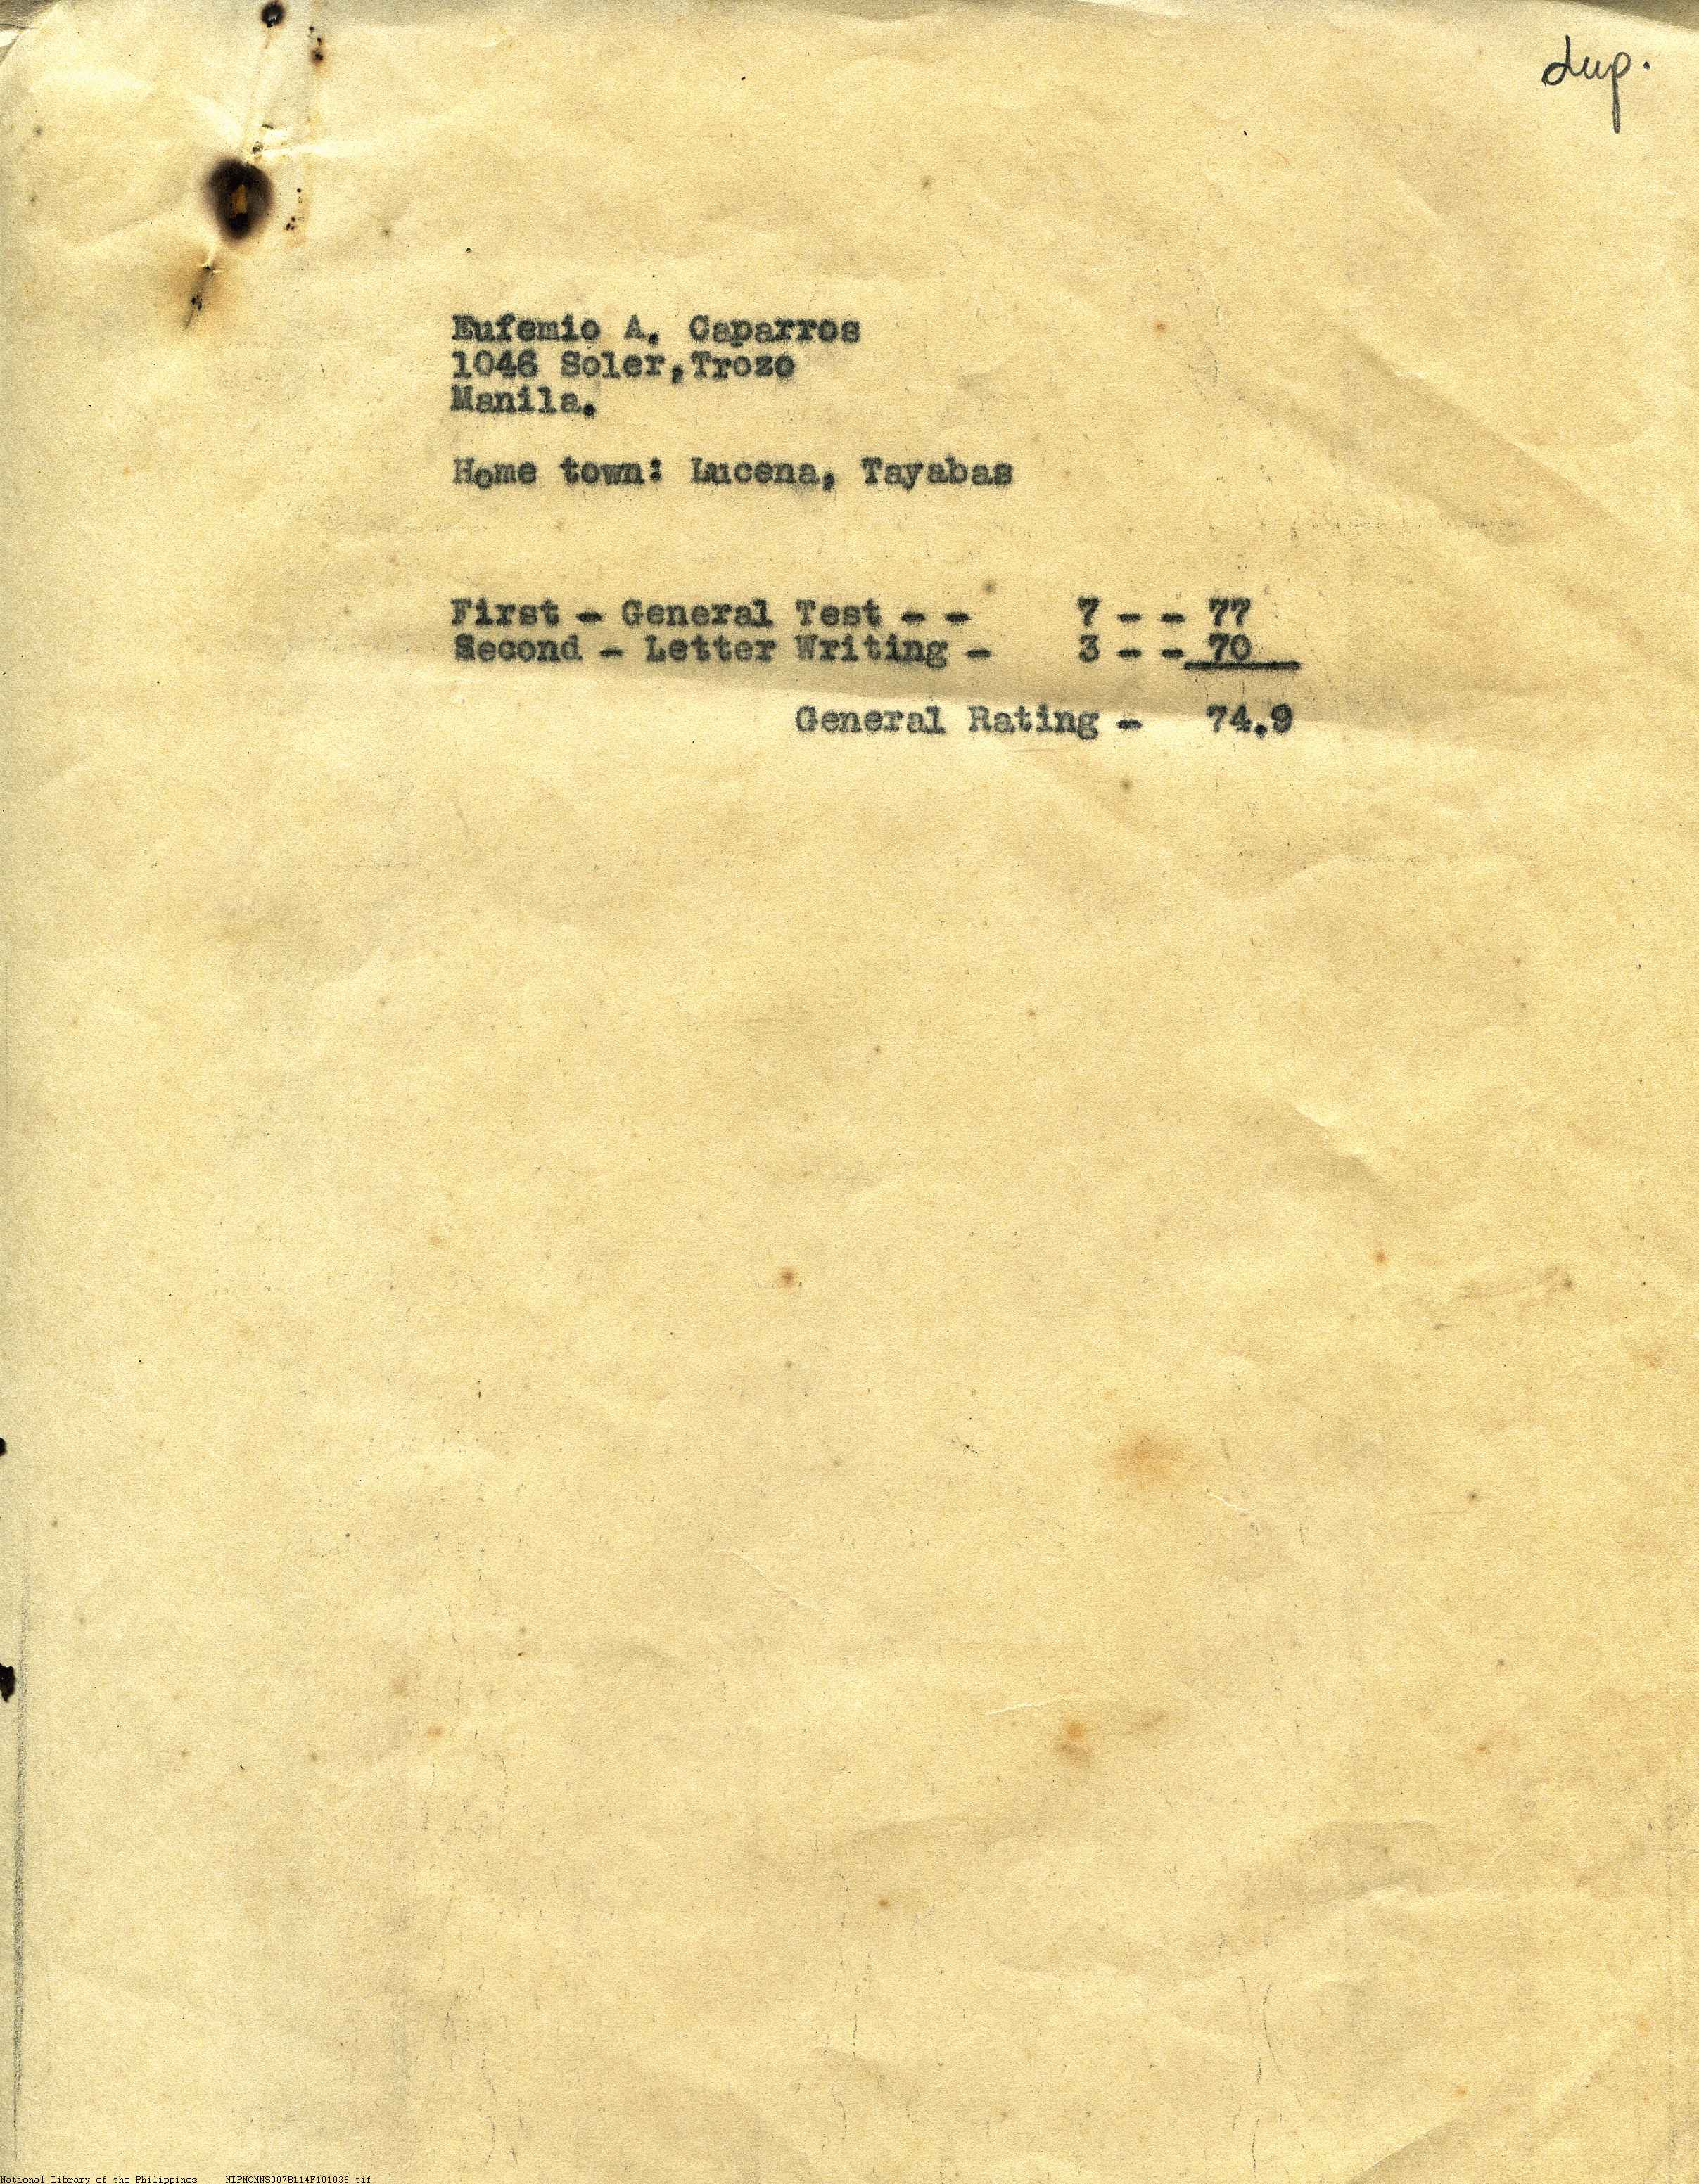 dup.
Eufemio A. Caparros
1046 Soler,Trozo
Manila.
Home town: Lucena, Tayabas
First - General Test - - 7 - - 77
Second - Letter Writing - 3 - - 70
General Rating - 74.9
National Library of the Philippines NLPMQMNS007B114F101036.tif